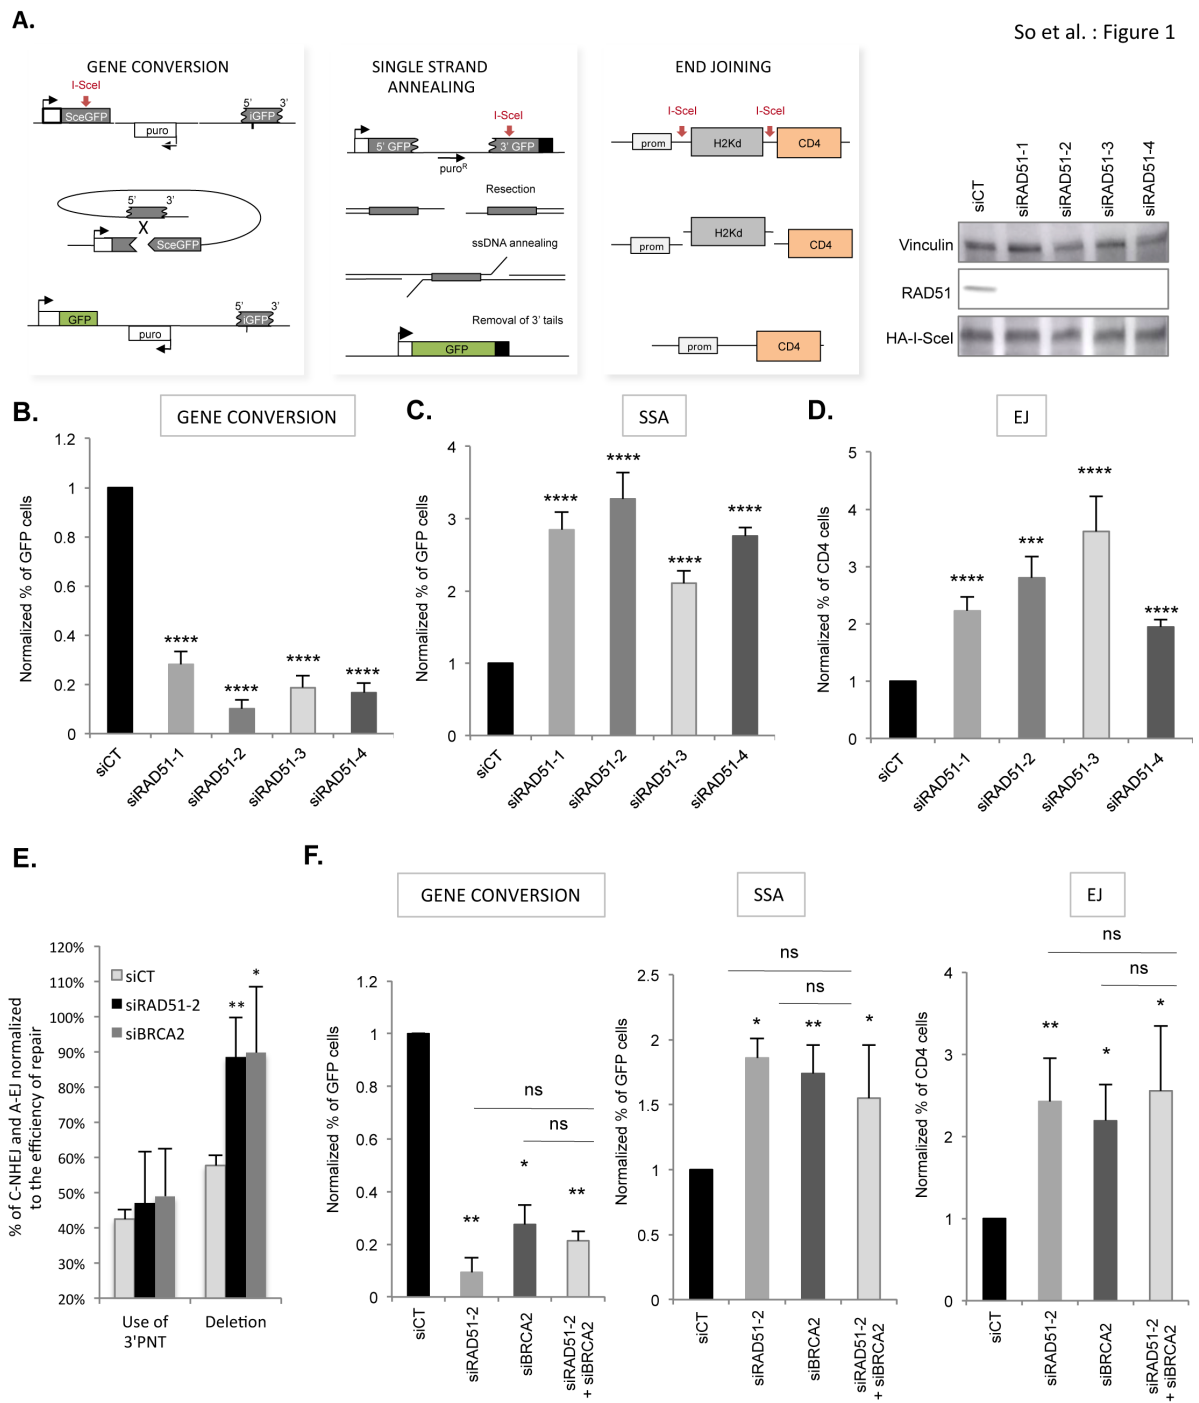 A.
So et al. : Figure 1
GENE CONVERSION
I-SceI
SceGFP
puro
5’ 3’
iGFP
5’ 3’
X
SceGFP
GFP
puro
5’ 3’
iGFP
SINGLE STRAND
ANNEALING
I-SceI
5’ GFP
3’ GFP
puroR
Resection
ssDNA annealing
Removal of 3’ tails
GFP
END JOINING
I-SceI I-SceI
prom H2Kd CD4
prom H2Kd CD4
prom CD4
siCT
siRAD51-1
siRAD51-2
siRAD51-3
siRAD51-4
Vinculin
RAD51
HA-I-SceI
B.
GENE CONVERSION
Normalized % of GFP cells
1.2
1
0.8
0.6
0.4
0.2
0
****
****
****
****
siCT
siRAD51-1
siRAD51-2
siRAD51-3
siRAD51-4
C.
SSA
Normalized % of GFP cells
4
3
2
1
0
****
****
****
****
siCT
siRAD51-1
siRAD51-2
siRAD51-3
siRAD51-4
D.
EJ
Normalized % of CD4 cells
5
4
3
2
1
0
****
***
****
****
siCT
siRAD51-1
siRAD51-2
siRAD51-3
siRAD51-4
E.
% of C-NHEJ and A-EJ normalized
to the efficiency of repair
120%
110%
100%
90%
80%
70%
60%
50%
40%
30%
20%
siCT
siRAD51-2
siBRCA2
**
*
Use of
3'PNT
Deletion
F.
GENE CONVERSION
Normalized % of GFP cells
1.2
1
0.8
0.6
0.4
0.2
0
ns
ns
**
*
**
siCT
siRAD51-2
siBRCA2
siRAD51-2
+ siBRCA2
SSA
Normalized % of GFP cells
2.5
2
1.5
1
0.5
0
ns
ns
*
**
*
siCT
siRAD51-2
siBRCA2
siRAD51-2
+ siBRCA2
EJ
Normalized % of CD4 cells
4
3
2
1
0
ns
ns
**
*
*
siCT
siRAD51-2
siBRCA2
siRAD51-2
+ siBRCA2